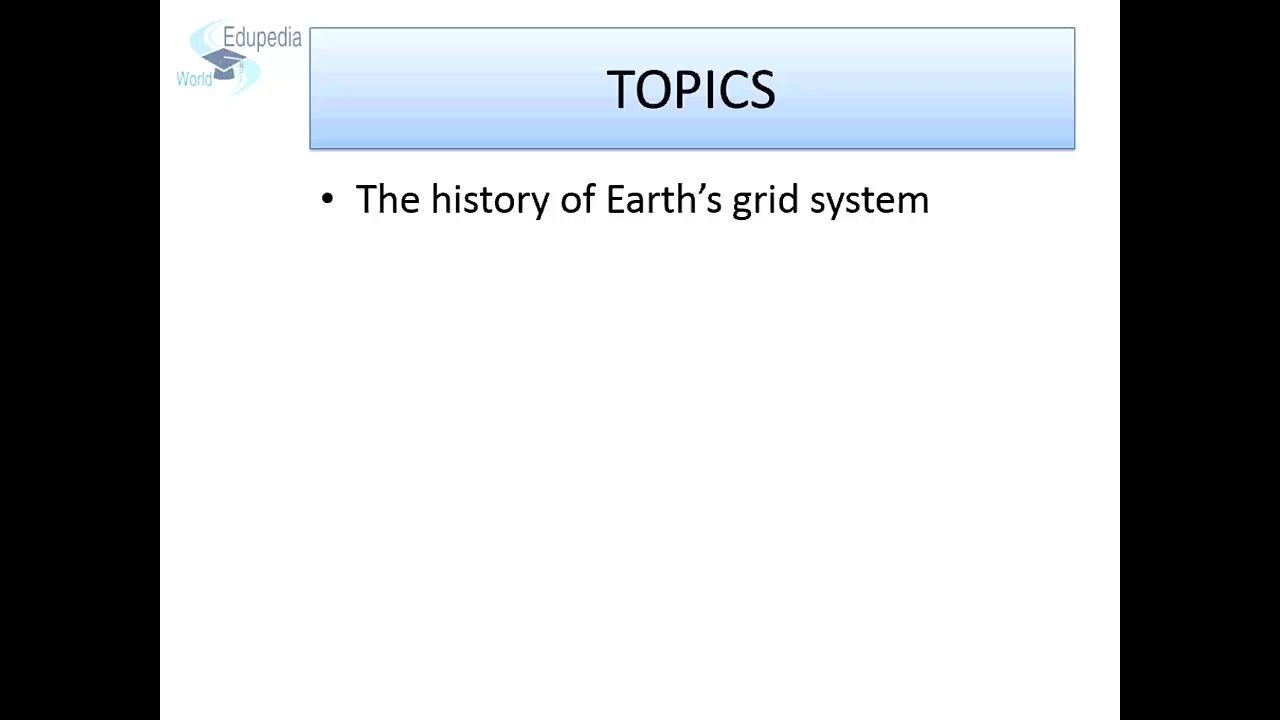 Edupedia
World
TOPICS
• The history of Earth’s grid system